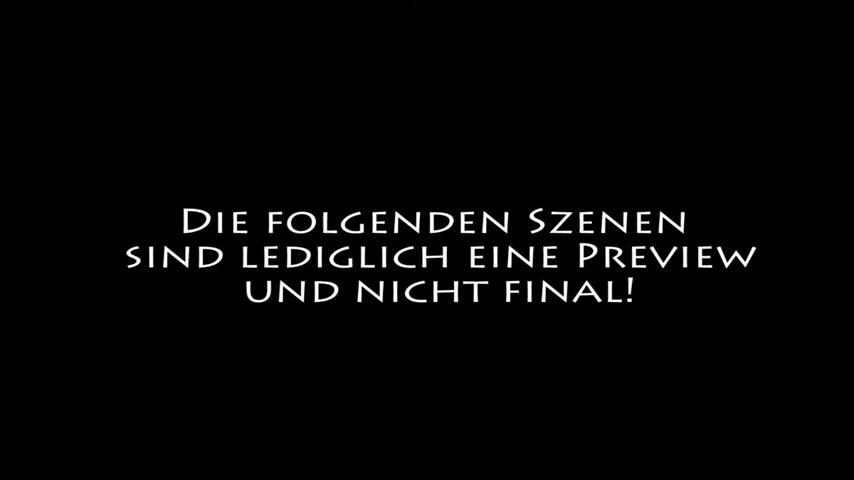 Die folgenden Szenen
sind lediglich eine Preview
und nicht final!